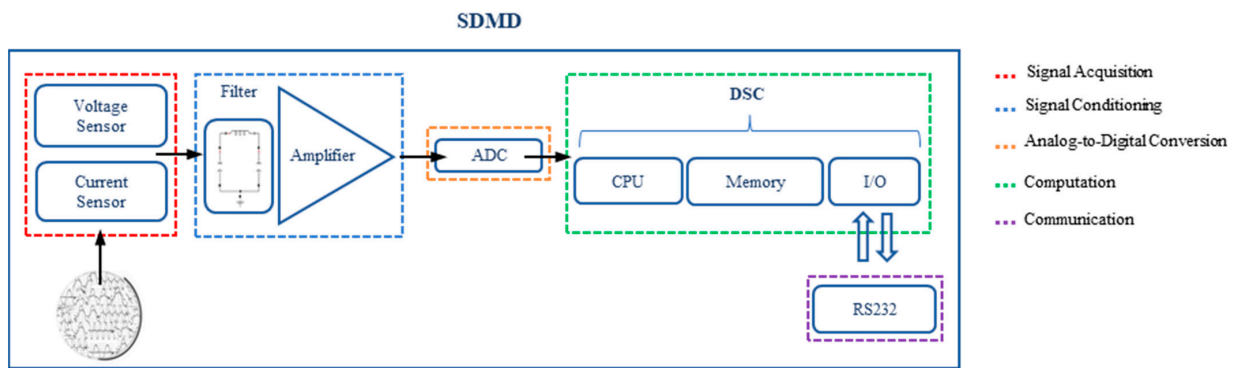 SDMD
Voltage
Sensor
Current
Sensor
Filter
Amplifier
ADC
DSC
CPU
Memory
I/O
RS232
Signal Acquisition
Signal Conditioning
Analog-to-Digital Conversion
Computation
Communication